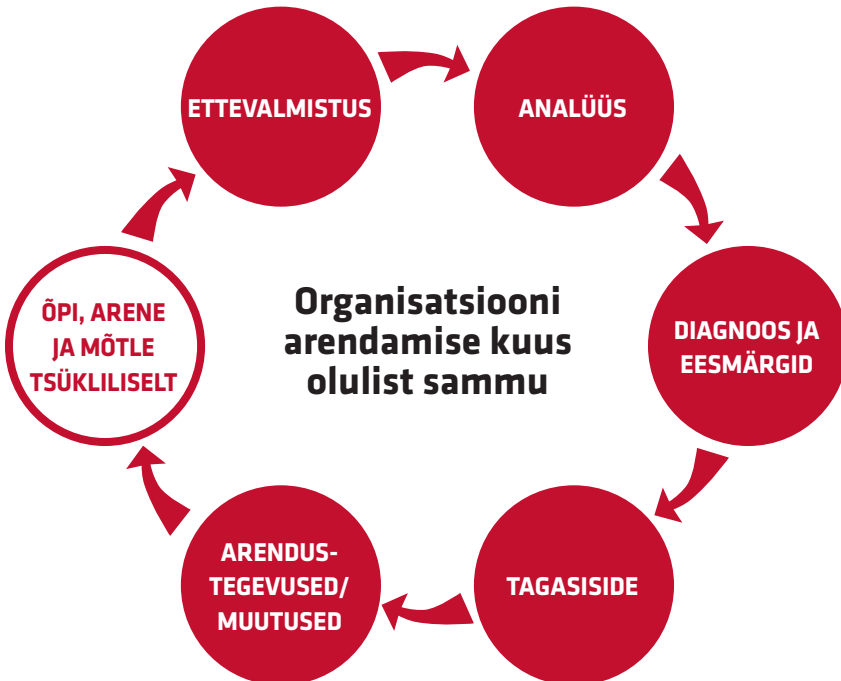 ETTEVALMISTUS
ANALÜÜS
DIAGNOOS JA
EESMÄRGID
TAGASISIDE
ARENDUS-
TEGEVUSED/
MUUTUSED
ÕPI, ARENE
JA MÕTLE
TSÜKLILISELT
Organisatsiooni
arendamise kuus
olulist sammu